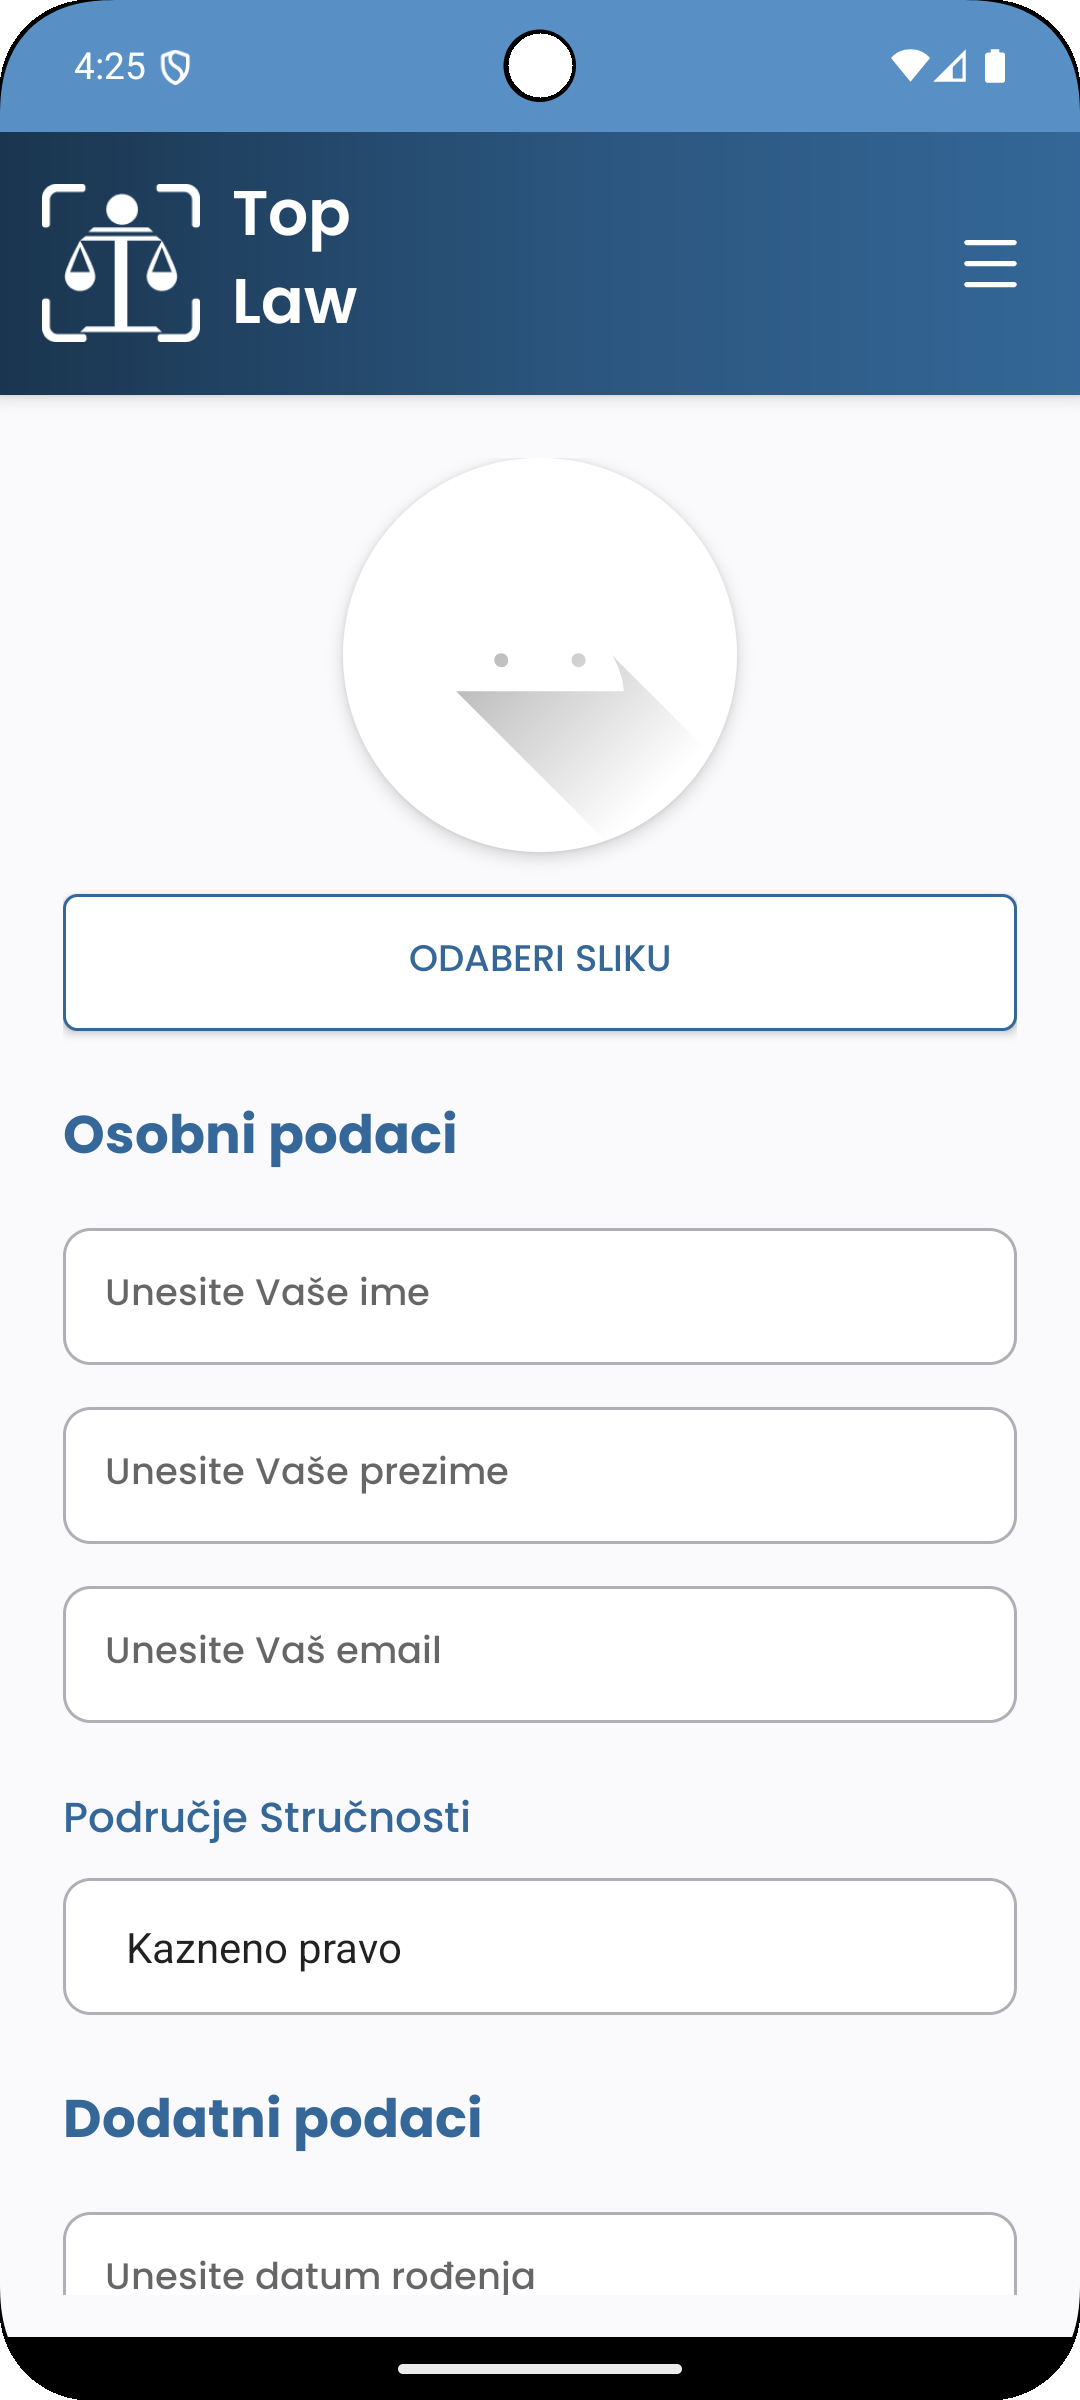 4:25
Top
Law
ODABERI SLIKU
Osobni podaci
Unesite Vaše ime
Unesite Vaše prezime
Unesite Vaš email
Područje Stručnosti
Kazneno pravo
Dodatni podaci
Unesite datum rođenja